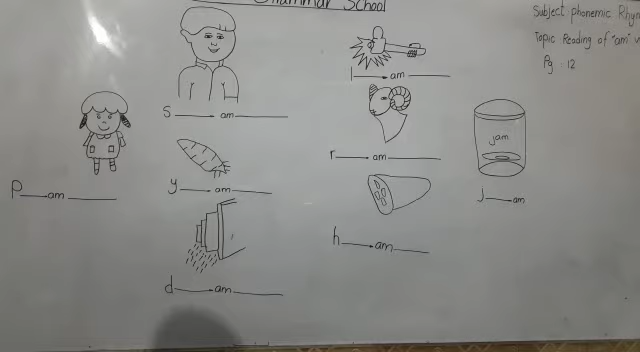 Grammar School
Subject phonemic Rhym
Topic Reading of "am" w
Pg 12
s am
l am
jam
r am
P am
y am
j am
h am
d am